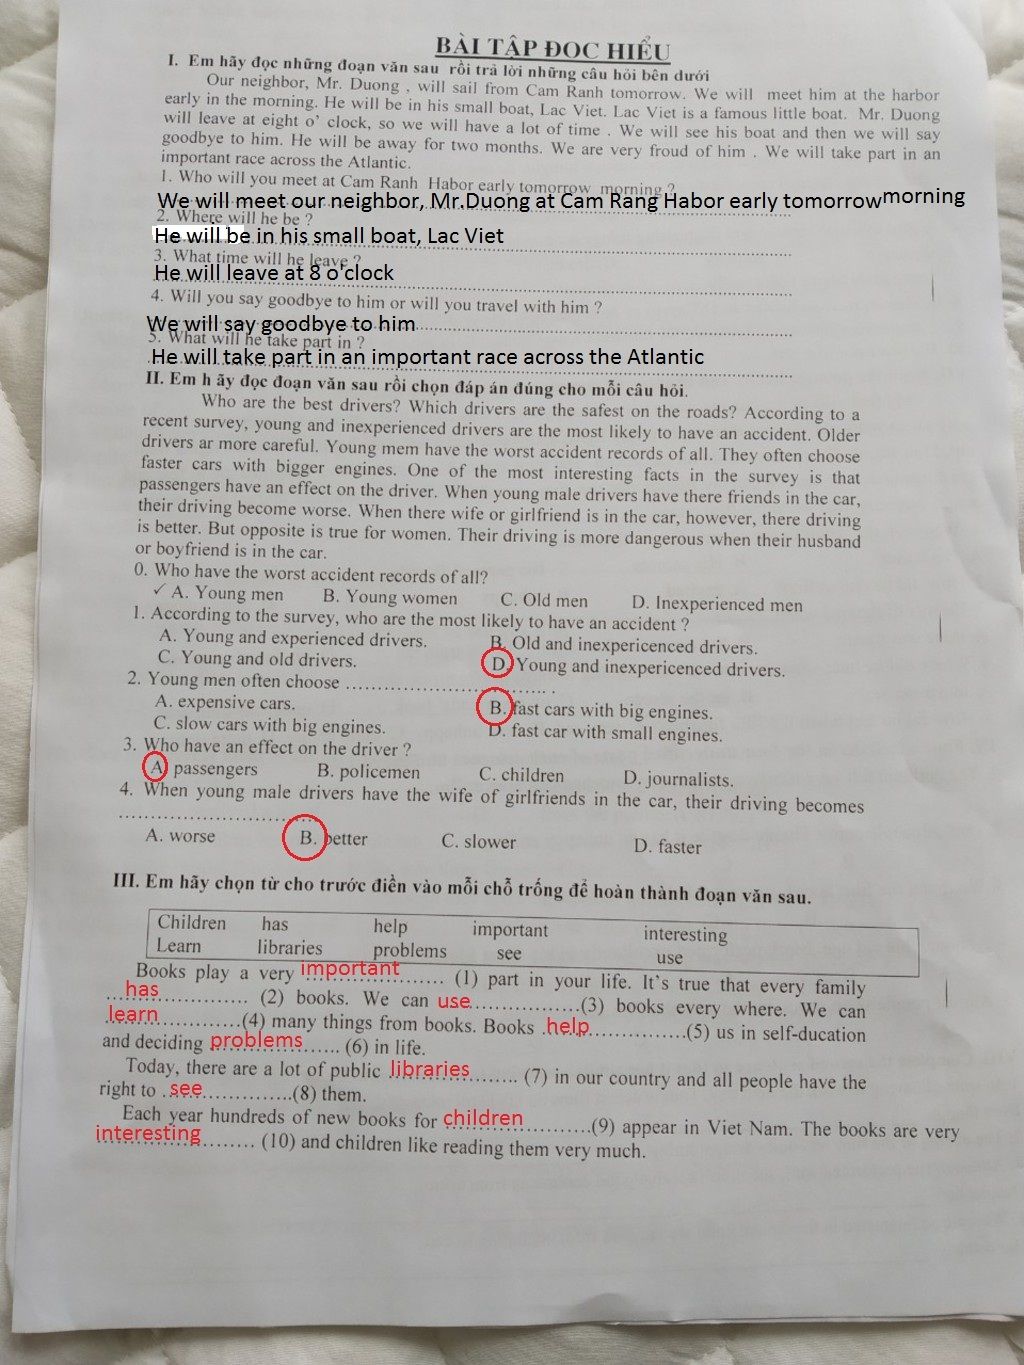 BÀI TẬP ĐỌC HIỂU
I. Em hãy đọc những đoạn văn sau rồi trả lời những câu hỏi bên dưới
Our neighbor, Mr. Duong , will sail from Cam Ranh tomorrow. We will meet him at the harbor
early in the morning. He will be in his small boat, Lac Viet. Lac Viet is a famous little boat. Mr. Duong
will leave at eight o' clock, so we will have a lot of time . We will see his boat and then we will say
goodbye to him. He will be away for two months. We are very froud of him . We will take part in an
important race across the Atlantic.
1. Who will you meet at Cam Ranh Habor early tomorrow morning ?
We will meet our neighbor, Mr.Duong at Cam Rang Habor early tomorrow morning
2. Where will he be ?
He will be in his small boat, Lac Viet
3. What time will he leave ?
He will leave at 8 o'clock
4. Will you say goodbye to him or will you travel with him ?
We will say goodbye to him
5. What will he take part in ?
He will take part in an important race across the Atlantic
II. Em h ãy đọc đoạn văn sau rồi chọn đáp án đúng cho mỗi câu hỏi.
Who are the best drivers? Which drivers are the safest on the roads? According to a
recent survey, young and inexperienced drivers are the most likely to have an accident. Older
drivers ar more careful. Young mem have the worst accident records of all. They often choose
faster cars with bigger engines. One of the most interesting facts in the survey is that
passengers have an effect on the driver. When young male drivers have there friends in the car,
their driving become worse. When there wife or girlfriend is in the car, however, there driving
is better. But opposite is true for women. Their driving is more dangerous when their husband
or boyfriend is in the car.
0. Who have the worst accident records of all?
✓ A. Young men B. Young women C. Old men D. Inexperienced men
1. According to the survey, who are the most likely to have an accident ?
A. Young and experienced drivers. B. Old and inexpericenced drivers.
C. Young and old drivers. D. Young and inexpericenced drivers.
2. Young men often choose .................................. .
A. expensive cars. B. fast cars with big engines.
C. slow cars with big engines. D. fast car with small engines.
3. Who have an effect on the driver ?
A. passengers B. policemen C. children D. journalists.
4. When young male drivers have the wife of girlfriends in the car, their driving becomes
..................................
A. worse B. better C. slower D. faster
III. Em hãy chọn từ cho trước điền vào mỗi chỗ trống để hoàn thành đoạn văn sau.
Children has help important interesting
Learn libraries problems see use
Books play a very important ........ (1) part in your life. It's true that every family
has ............... (2) books. We can use ............... (3) books every where. We can
learn ............... (4) many things from books. Books help ............... (5) us in self-ducation
and deciding problems ...... (6) in life.
Today, there are a lot of public libraries ........ (7) in our country and all people have the
right to see ...............(8) them.
Each year hundreds of new books for children ...........(9) appear in Viet Nam. The books are very
interesting ......... (10) and children like reading them very much.